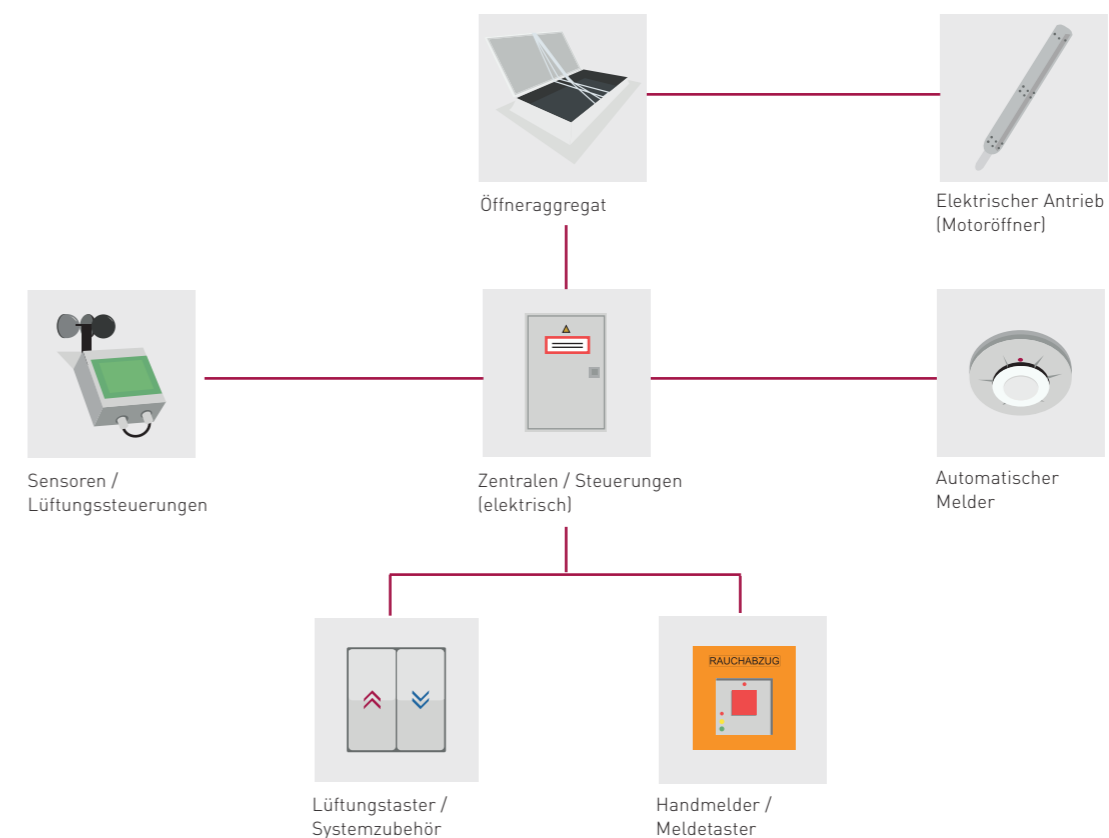 Öffneraggregat
Elektrischer Antrieb
(Motoröffner)
Sensoren /
Lüftungssteuerungen
Zentralen / Steuerungen
(elektrisch)
Automatischer
Melder
RAUCHABZUG
Lüftungstaster /
Systemzubehör
Handmelder /
Meldetaster